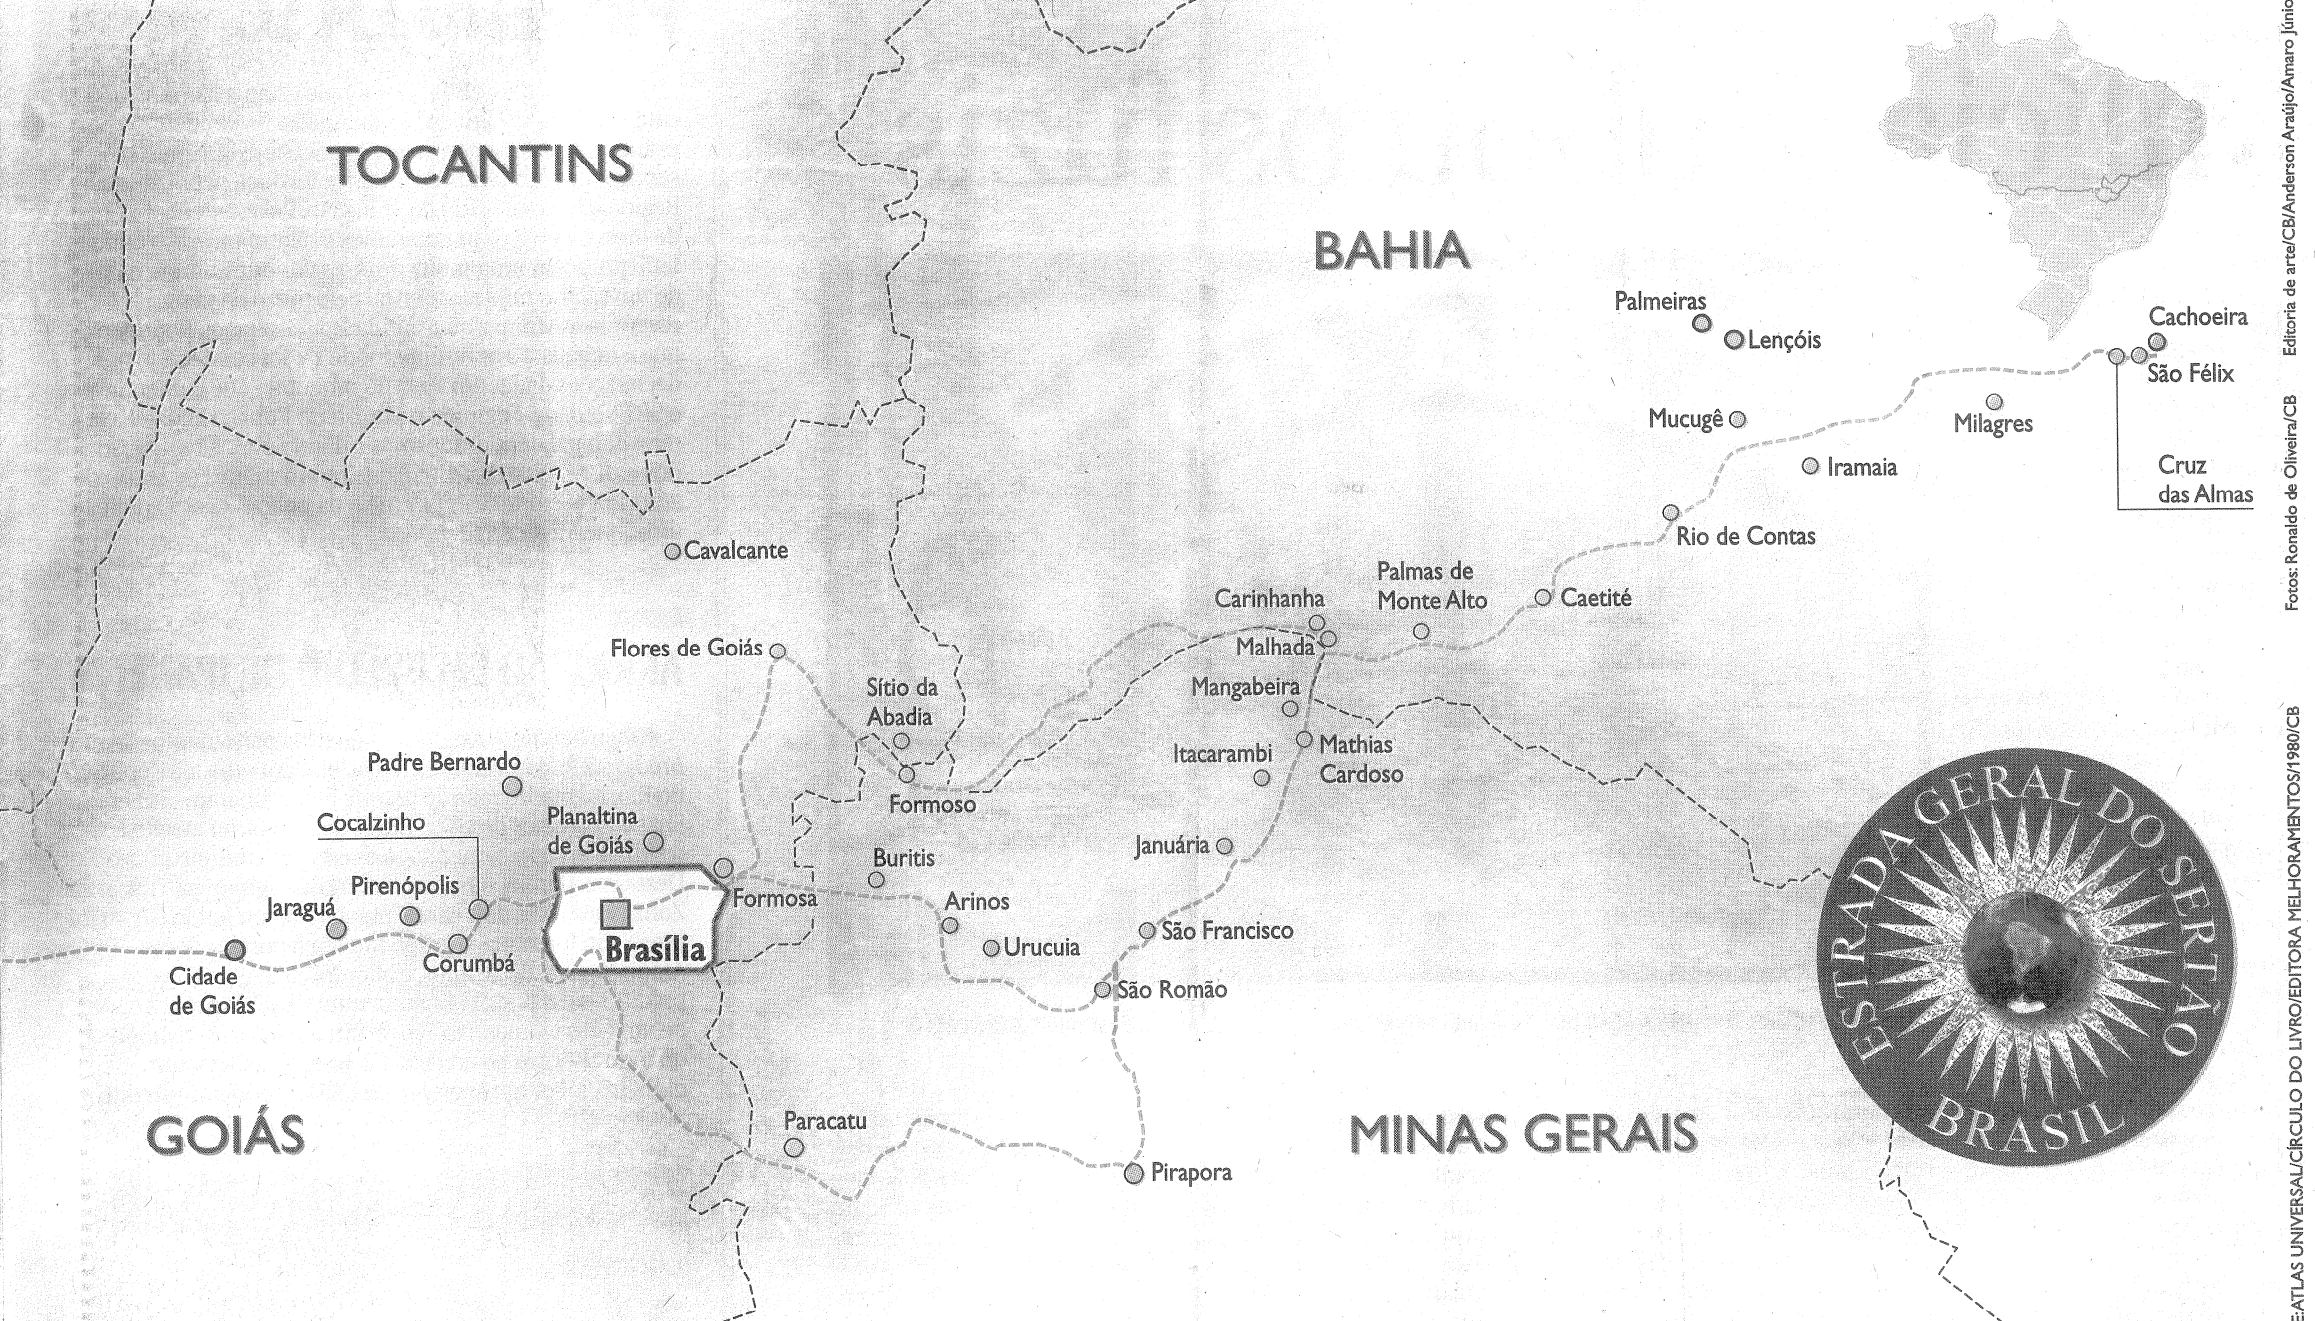 TOCANTINS
BAHIA
Palmeiras
Lençóis
Cachoeira
São Félix
Mucugê
Milagres
Iramaia
Cruz
das Almas
Rio de Contas
Cavalcante
Palmas de
Monte Alto
Carinhanha
Caetité
Flores de Goiás
Malhada
Sítio da
Abadia
Mangabeira
Padre Bernardo
Itacarambi
Mathias
Cardoso
Formoso
Cocalzinho
Planaltina
de Goiás
Januária
Buritis
Pirenópolis
Formosa
Jaraguá
Arinos
São Francisco
Urucuia
Brasília
Corumbá
Cidade
de Goiás
São Romão
GOIÁS
Paracatu
MINAS GERAIS
Pirapora
ESTRADA GERAL DO SERTÃO
BRASIL
Editoria de arte/CB/Anderson Araújo/Amaro Júnio
Fotos: Ronaldo de Oliveira/CB
E:ATLAS UNIVERSAL/CÍRCULO DO LIVRO/EDITORA MELHORAMENTOS/1980/CB